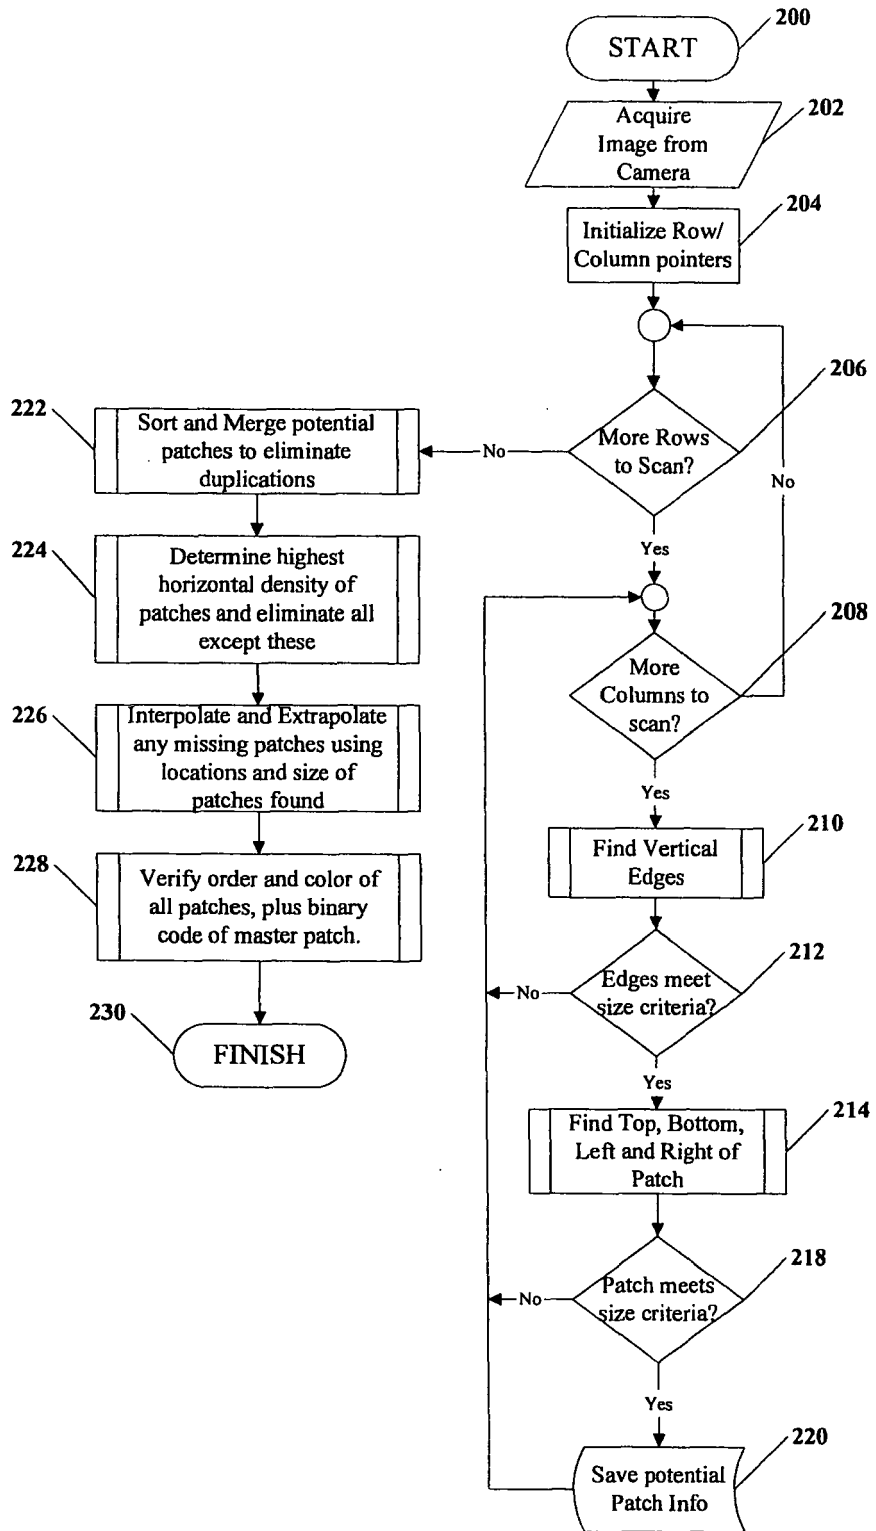 START
200
Acquire
Image from
Camera
202
Initialize Row/
Column pointers
204
More Rows
to Scan?
206
No
No
Yes
222
Sort and Merge potential
patches to eliminate
duplications
224
Determine highest
horizontal density of
patches and eliminate all
except these
226
Interpolate and Extrapolate
any missing patches using
locations and size of
patches found
228
Verify order and color of
all patches, plus binary
code of master patch.
230
FINISH
More
Columns to
scan?
208
Yes
Find Vertical
Edges
210
Edges meet
size criteria?
212
No
Yes
Find Top, Bottom,
Left and Right of
Patch
214
Patch meets
size criteria?
218
No
Yes
Save potential
Patch Info
220